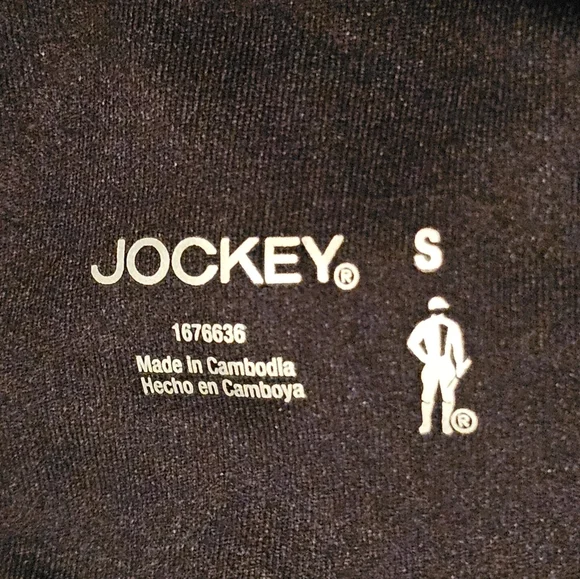 JOCKEY® S
1676636
Made in Cambodia
Hecho en Camboya
®